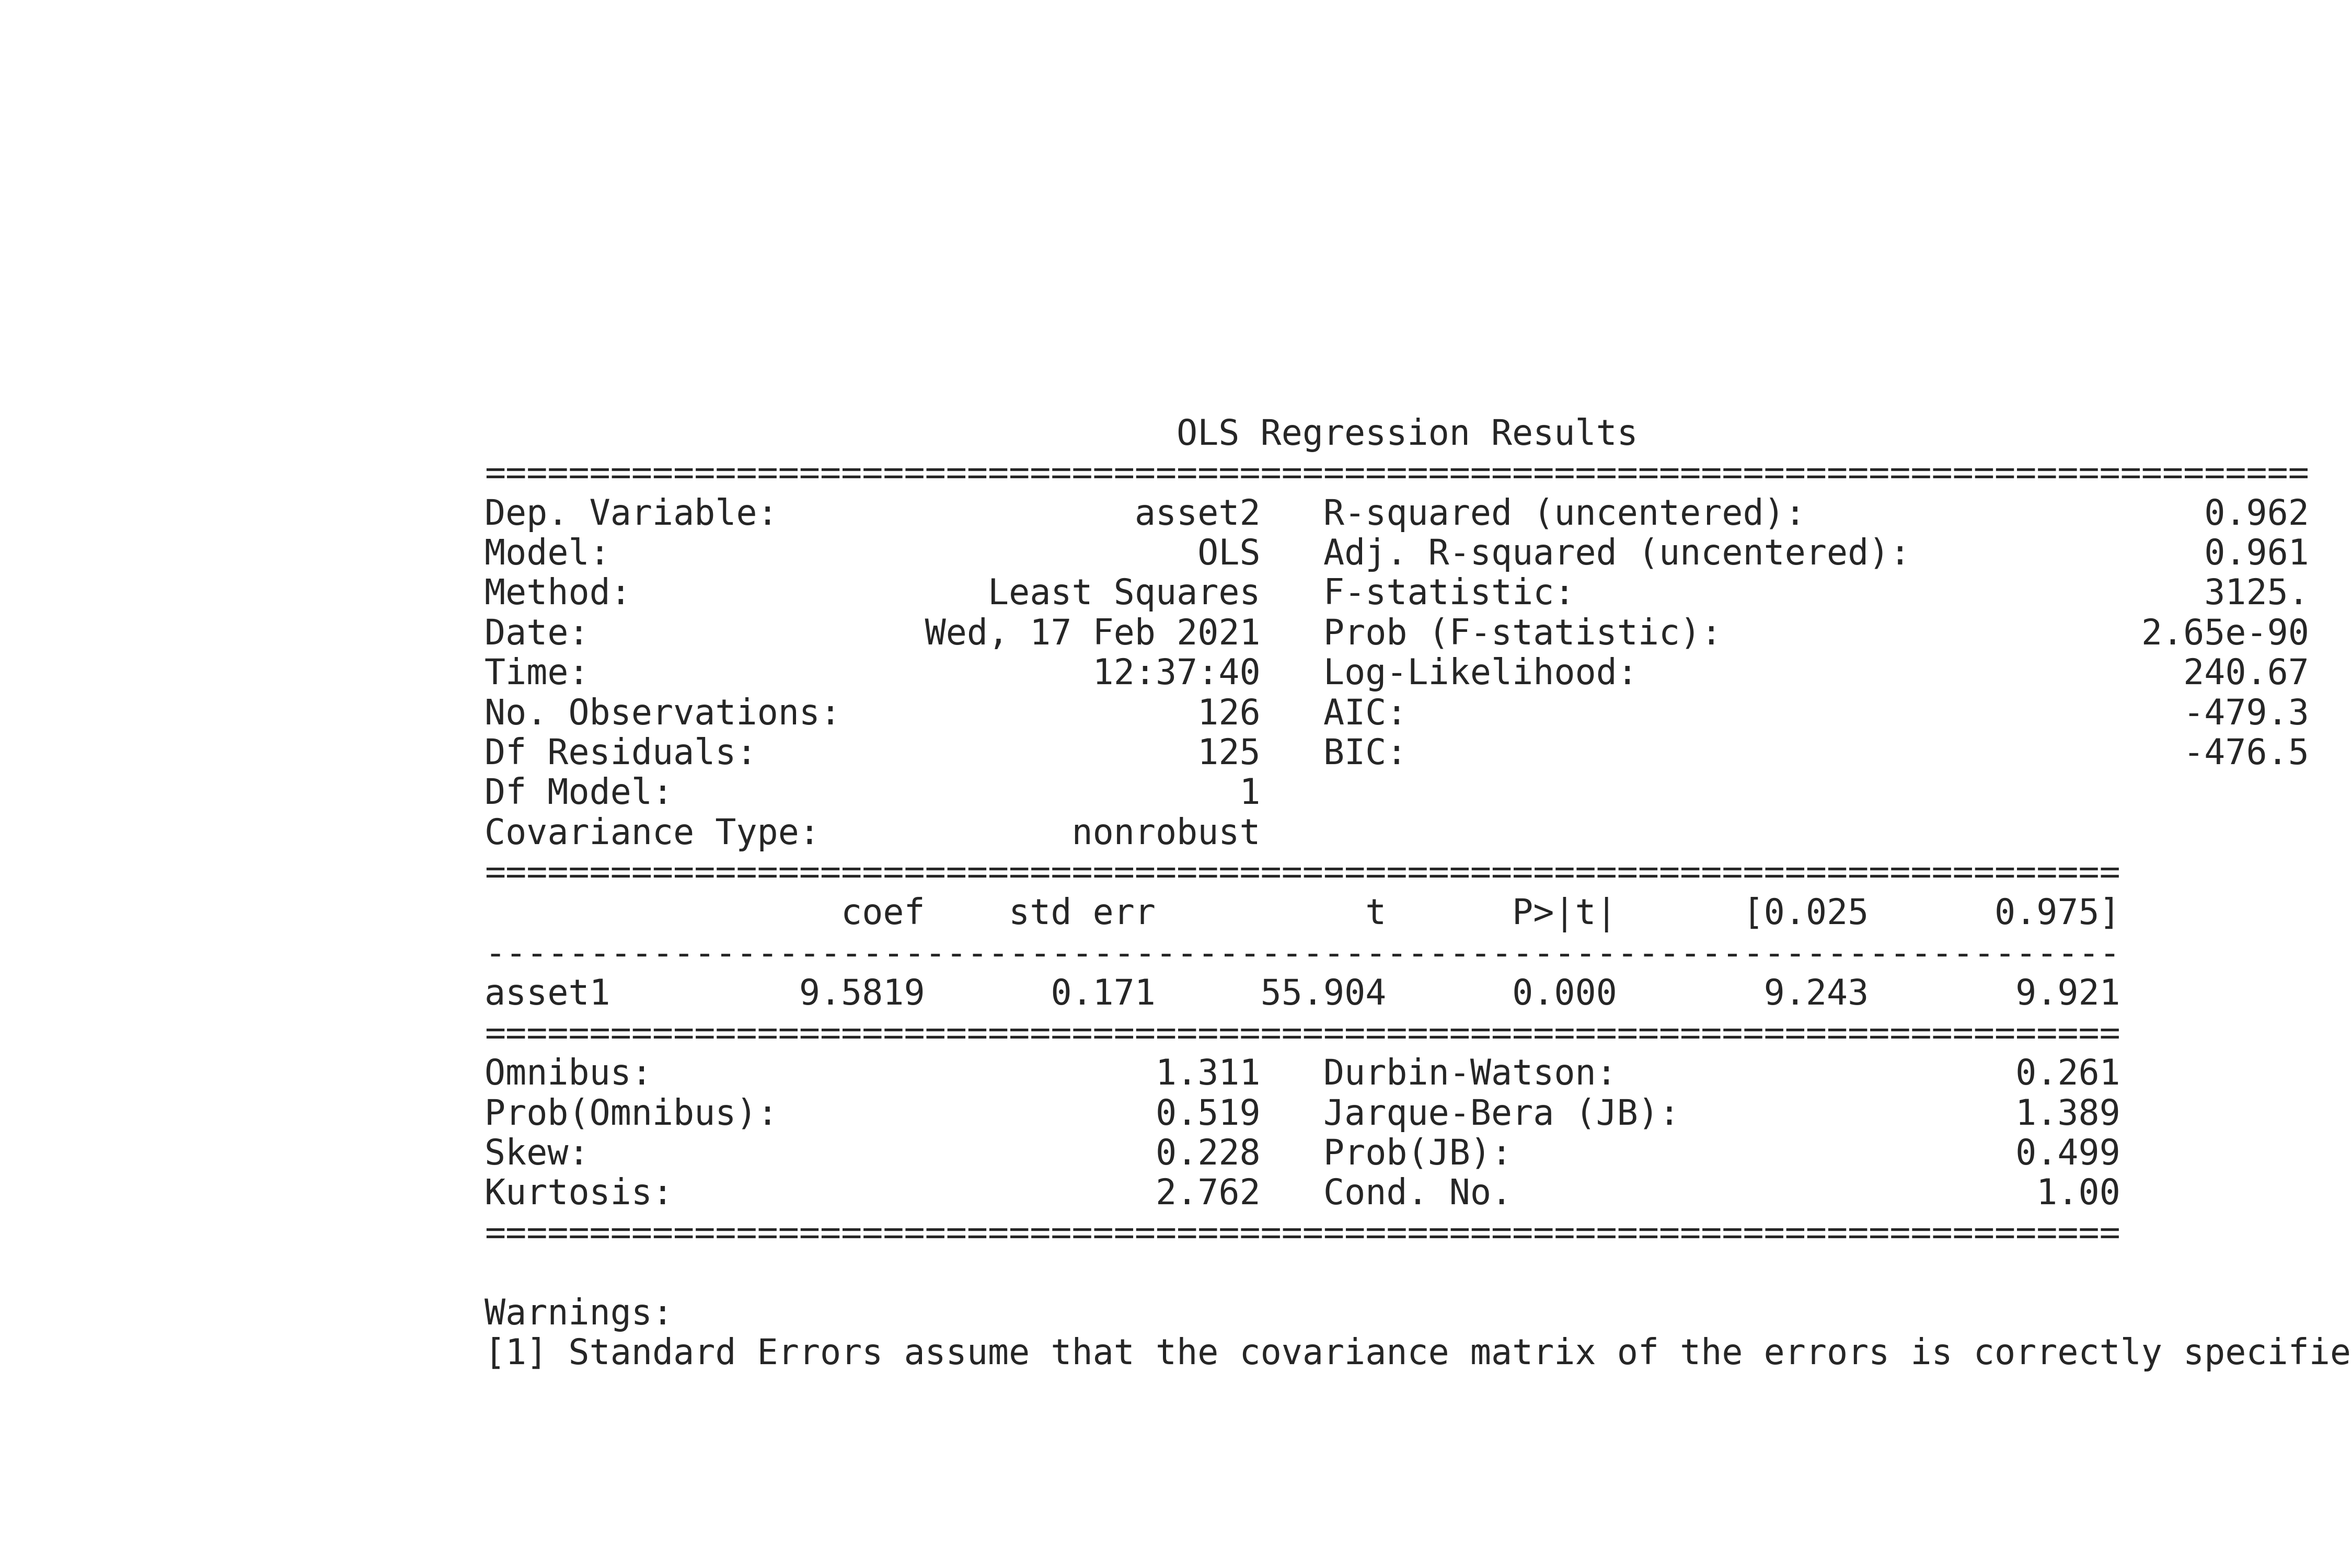 OLS Regression Results
=======================================================================================
Dep. Variable:                 asset2   R-squared (uncentered):                   0.962
Model:                            OLS   Adj. R-squared (uncentered):              0.961
Method:                 Least Squares   F-statistic:                              3125.
Date:                Wed, 17 Feb 2021   Prob (F-statistic):                    2.65e-90
Time:                        12:37:40   Log-Likelihood:                          240.67
No. Observations:                 126   AIC:                                     -479.3
Df Residuals:                     125   BIC:                                     -476.5
Df Model:                           1
Covariance Type:            nonrobust
==============================================================================
                 coef    std err          t      P>|t|      [0.025      0.975]
------------------------------------------------------------------------------
asset1         9.5819      0.171     55.904      0.000       9.243       9.921
==============================================================================
Omnibus:                        1.311   Durbin-Watson:                   0.261
Prob(Omnibus):                  0.519   Jarque-Bera (JB):                1.389
Skew:                           0.228   Prob(JB):                        0.499
Kurtosis:                       2.762   Cond. No.                         1.00
==============================================================================
Warnings:
[1] Standard Errors assume that the covariance matrix of the errors is correctly specifie